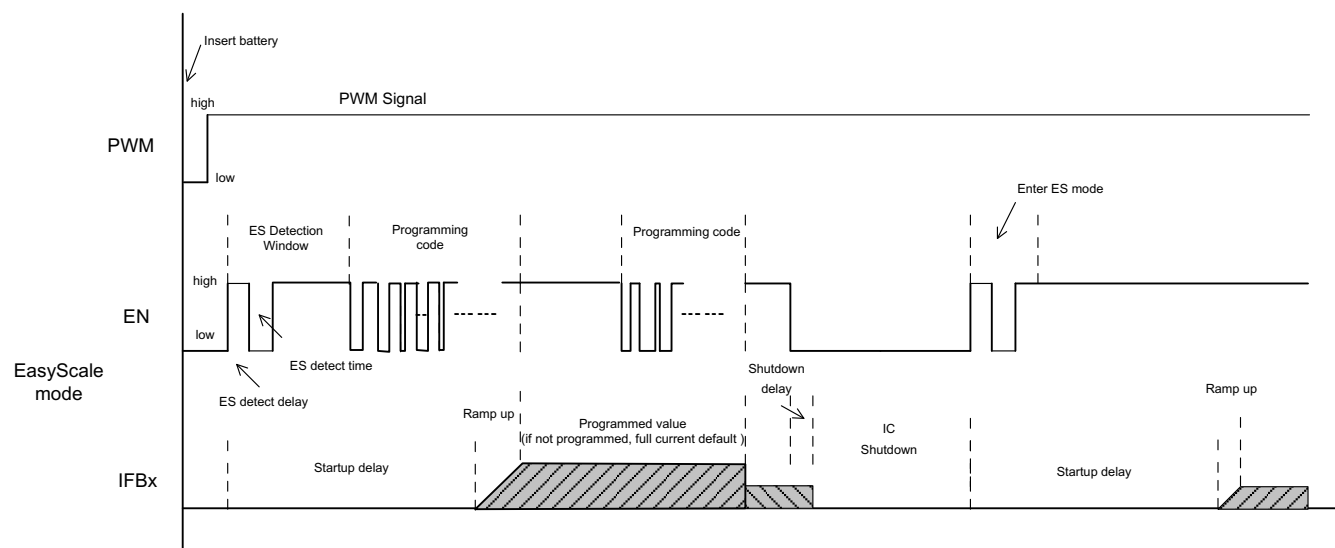 Insert battery
high
PWM Signal
PWM
low
Enter ES mode
ES Detection
Window
Programming
code
Programming code
high
EN
low
ES detect time
EasyScale
mode
ES detect delay
Shutdown
delay
Ramp up
Ramp up
Programmed value
(if not programmed, full current default )
IC
Shutdown
Startup delay
Startup delay
IFBx